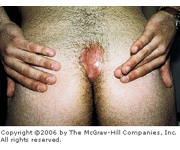 Copyright ©2006 by The McGraw-Hill Companies, Inc.
All rights reserved.